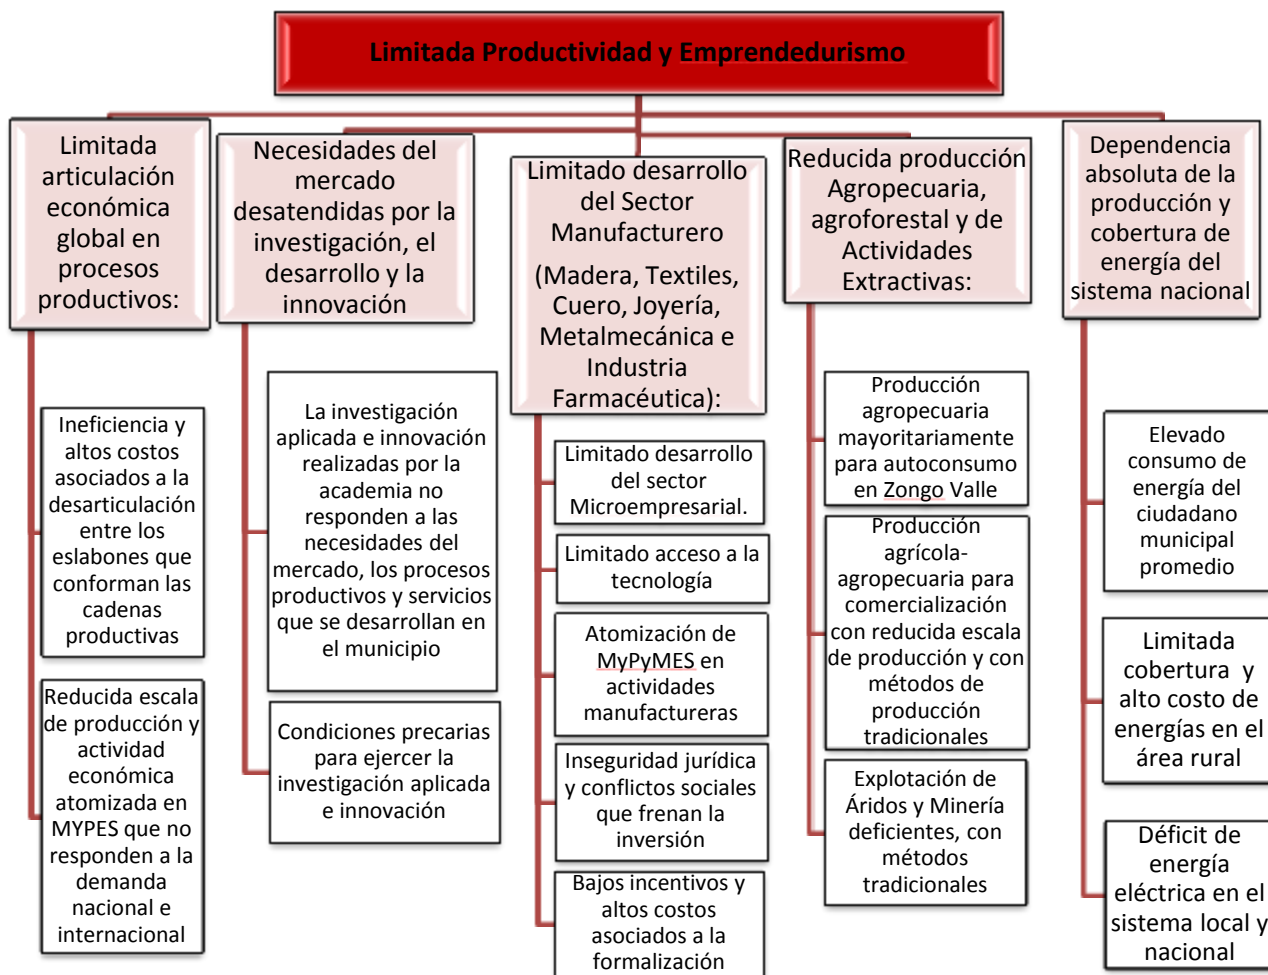 Limitada Productividad y Emprendedurismo
Limitada
articulación
económica
global en
procesos
productivos:
Ineficiencia y
altos costos
asociados a la
desarticulación
entre los
eslabones que
conforman las
cadenas
productivas
Reducida escala
de producción y
actividad
económica
atomizada en
MYPES que no
responden a la
demanda
nacional e
internacional
Necesidades del
mercado
desatendidas por la
investigación, el
desarrollo y la
innovación
La investigación
aplicada e innovación
realizadas por la
academia no
responden a las
necesidades del
mercado, los procesos
productivos y servicios
que se desarrollan en
el municipio
Condiciones precarias
para ejercer la
investigación aplicada
e innovación
Limitado desarrollo
del Sector
Manufacturero
(Madera, Textiles,
Cuero, Joyería,
Metalmecánica e
Industria
Farmacéutica):
Limitado desarrollo
del sector
Microempresarial.
Limitado acceso a la
tecnología
Atomización de
MyPyMES en
actividades
manufactureras
Inseguridad jurídica
y conflictos sociales
que frenan la
inversión
Bajos incentivos y
altos costos
asociados a la
formalización
Reducida producción
Agropecuaria,
agroforestal y de
Actividades
Extractivas:
Producción
agropecuaria
mayoritariamente
para autoconsumo
en Zongo Valle
Producción
agrícola-
agropecuaria para
comercialización
con reducida escala
de producción y con
métodos de
producción
tradicionales
Explotación de
Áridos y Minería
deficientes, con
métodos
tradicionales
Dependencia
absoluta de la
producción y
cobertura de
energía del
sistema nacional
Elevado
consumo de
energía del
ciudadano
municipal
promedio
Limitada
cobertura y
alto costo de
energías en el
área rural
Déficit de
energía
eléctrica en el
sistema local y
nacional